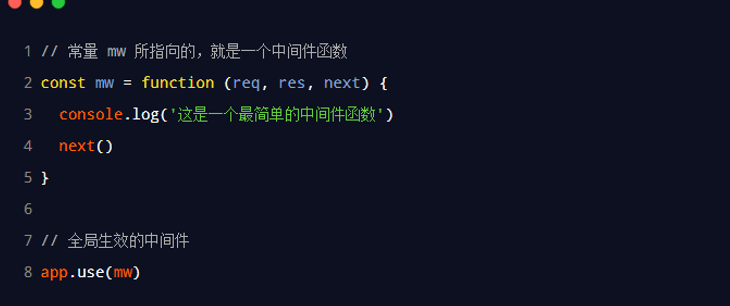 1 // 常量 mw 所指向的，就是一个中间件函数
2 const mw = function (req, res, next) {
3   console.log('这是一个最简单的中间件函数')
4   next()
5 }
6
7 // 全局生效的中间件
8 app.use(mw)